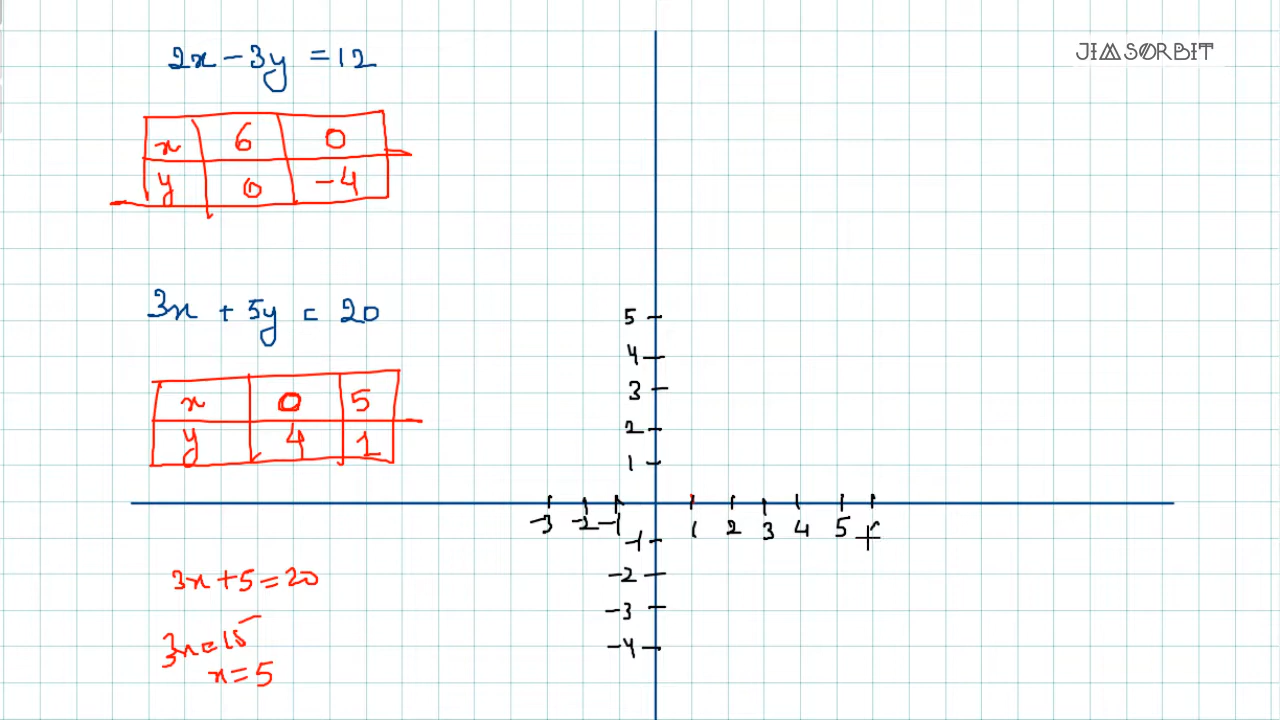 JIMSORBIT
2x - 3y = 12
x 6 0
y 0 -4
3x + 5y = 20
x 0 5
y 4 1
3x + 5 = 20
3x = 15
x = 5
5
4
3
2
1
-3 -2 -1 1 2 3 4 5
-1
-2
-3
-4